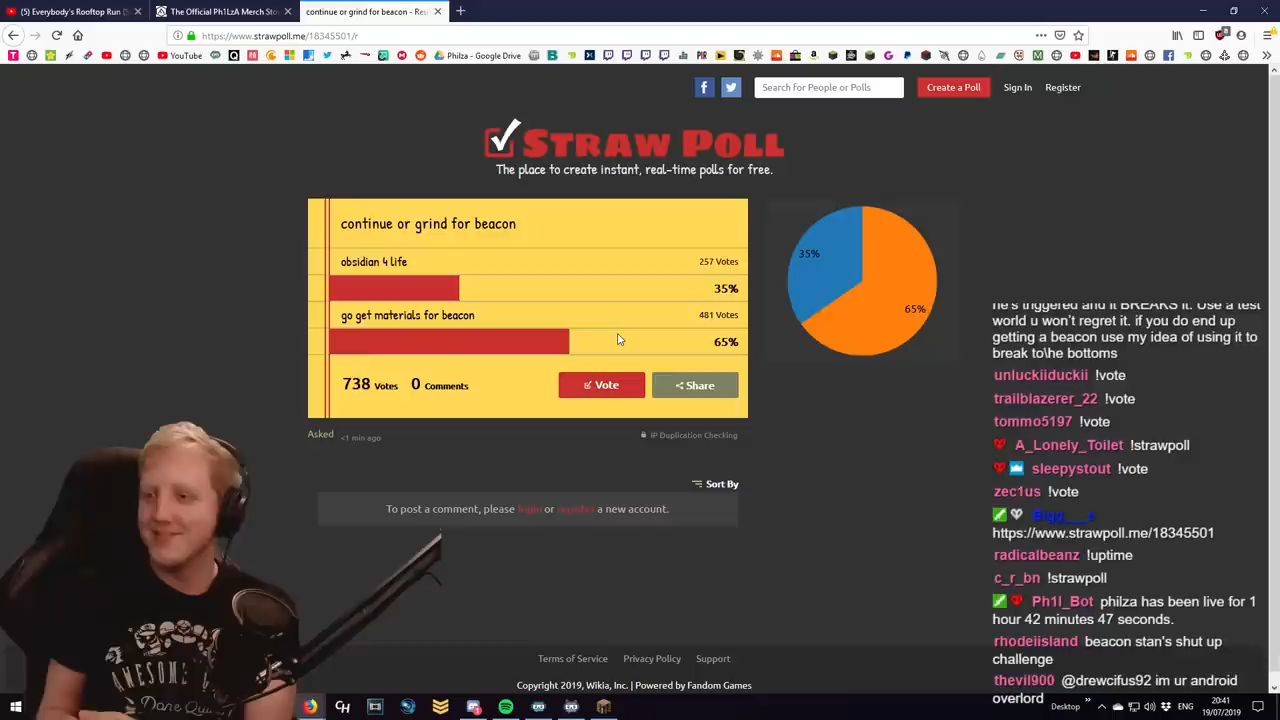 (5) Everybody's Rooftop Run (S
The Official Ph1LzA Merch Stov
continue or grind for beacon - Res
https://www.strawpoll.me/18345501/r
YouTube
Philza - Google Drive
Search for People or Polls
Create a Poll
Sign In
Register
STRAW POLL
The place to create instant, real-time polls for free.
continue or grind for beacon
obsidian 4 life
257 Votes
35%
go get materials for beacon
481 Votes
65%
738 Votes
0 Comments
Vote
Share
35%
65%
Asked <1 min ago
IP Duplication Checking
Sort By
To post a comment, please login or register a new account.
he's triggered and it BREAKS it. Use a test
world u won't regret it. if you do end up
getting a beacon use my idea of using it to
break to\he bottoms
unluckiiduckii !vote
trailblazerer_22 !vote
tommo5197 !vote
A_Lonely_Toilet !strawpoll
sleepystout !vote
zec1us !vote
https://www.strawpoll.me/18345501
radicalbeanz !uptime
c_r_bn !strawpoll
Ph1l_Bot philza has been live for 1
hour 42 minutes 47 seconds.
rhodeiisland beacon stan's shut up
challenge
thevil900 @drewcifus92 im ur android
overlord
AWESOME
Terms of Service
Privacy Policy
Support
Copyright 2019, Wikia, Inc. | Powered by Fandom Games
Desktop
20:41
19/07/2019